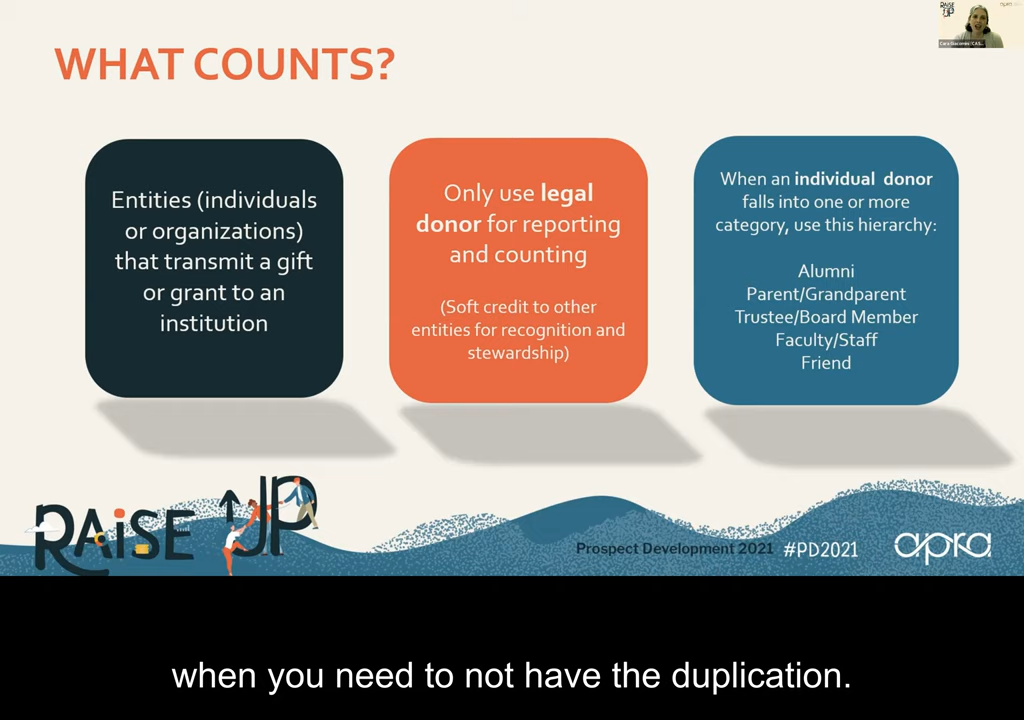 WHAT COUNTS?
RAISE
UP
apra
Entities (individuals
or organizations)
that transmit a gift
or grant to an
institution
Only use legal
donor for reporting
and counting
(Soft credit to other
entities for recognition and
stewardship)
When an individual donor
falls into one or more
category, use this hierarchy:
Alumni
Parent/Grandparent
Trustee/Board Member
Faculty/Staff
Friend
RAiSE UP
Prospect Development 2021 #PD2021
apra
when you need to not have the duplication.